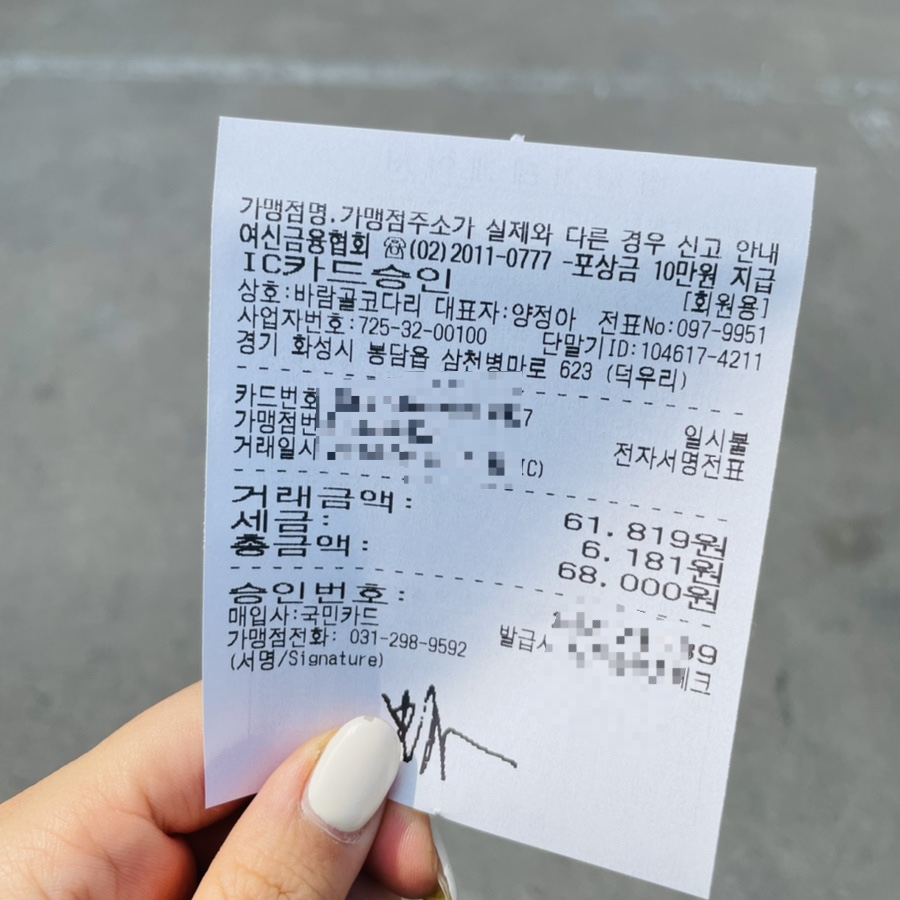 가맹점명.가맹점주소가 실제와 다른 경우 신고 안내
여신금융협회 ☏(02)2011-0777 -포상금 10만원 지급
IC카드승인 [회원용]
상호:바람골코다리 대표자:양정아 전표No:097-9951
사업자번호:725-32-00100 단말기ID:104617-4211
경기 화성시 봉담읍 삼천병마로 623 (덕우리)
카드번호 7 일시불
가맹점번 전자서명전표
거래일시 IC)
거래금액: 61.819원
세금: 6.181원
총금액: 68.000원
승인번호: 39
매입사:국민카드 발급사 체크
가맹점전화: 031-298-9592
(서명/Signature)